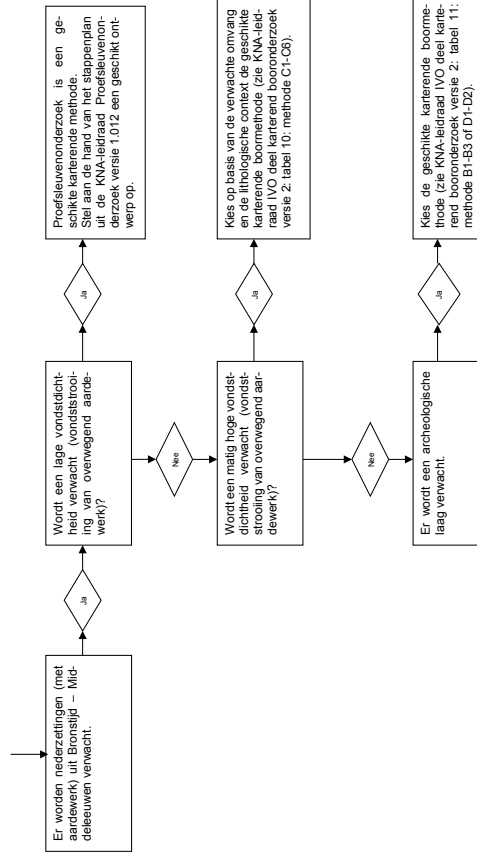 Er worden nederzettingen (met
aardewerk) uit Bronstijd – Mid-
deleeuwen verwacht.
Ja
Wordt een lage vondstdicht-
heid verwacht (vondststrooi-
ing van overwegend aarde-
werk)?
Ja
Proefsleuvenonderzoek is een ge-
schikte karterende methode.
Stel aan de hand van het stappenplan
uit de KNA-leidraad Proefsleuvenon-
derzoek versie 1.012 een geschikt ont-
werp op.
Nee
Wordt een matig hoge vondst-
dichtheid verwacht (vondst-
strooiing van overwegend aar-
dewerk)?
Ja
Kies op basis van de verwachte omvang
en de lithologische context de geschikte
karterende boormethode (zie KNA-leid-
raad IVO deel karterend booronderzoek
versie 2: tabel 10: methode C1-C6).
Nee
Er wordt een archeologische
laag verwacht.
Ja
Kies de geschikte karterende boorme-
thode (zie KNA-leidraad IVO deel karte-
rend booronderzoek versie 2: tabel 11:
methode B1-B3 of D1-D2).